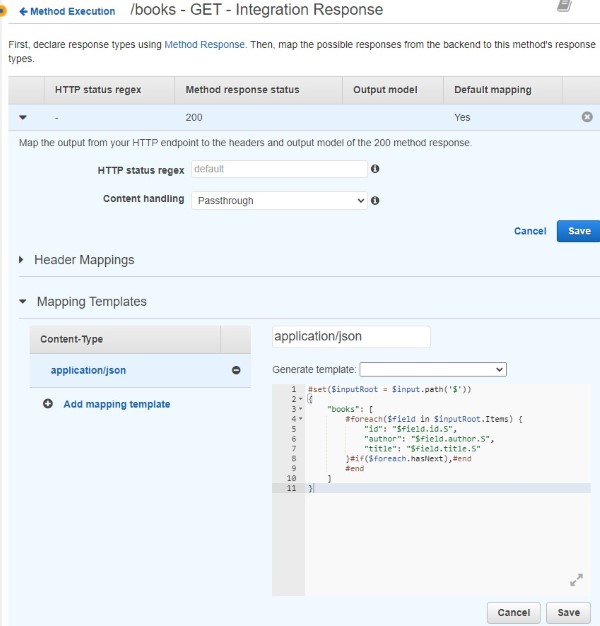 Method Execution /books - GET - Integration Response
First, declare response types using Method Response. Then, map the possible responses from the backend to this method's response
types.
HTTP status regex Method response status Output model Default mapping
- 200 Yes
Map the output from your HTTP endpoint to the headers and output model of the 200 method response.
HTTP status regex default
Content handling Passthrough
Cancel Save
Header Mappings
Mapping Templates
Content-Type
application/json
application/json
Add mapping template
Generate template:
1 #set($inputRoot = $input.path('$'))
2 {
3 "books": [
4 #foreach($field in $inputRoot.Items) {
5 "id": "$field.id.S",
6 "author": "$field.author.S",
7 "title": "$field.title.S"
8 }#if($foreach.hasNext),#end
9 #end
10 ]
11 }
Cancel Save